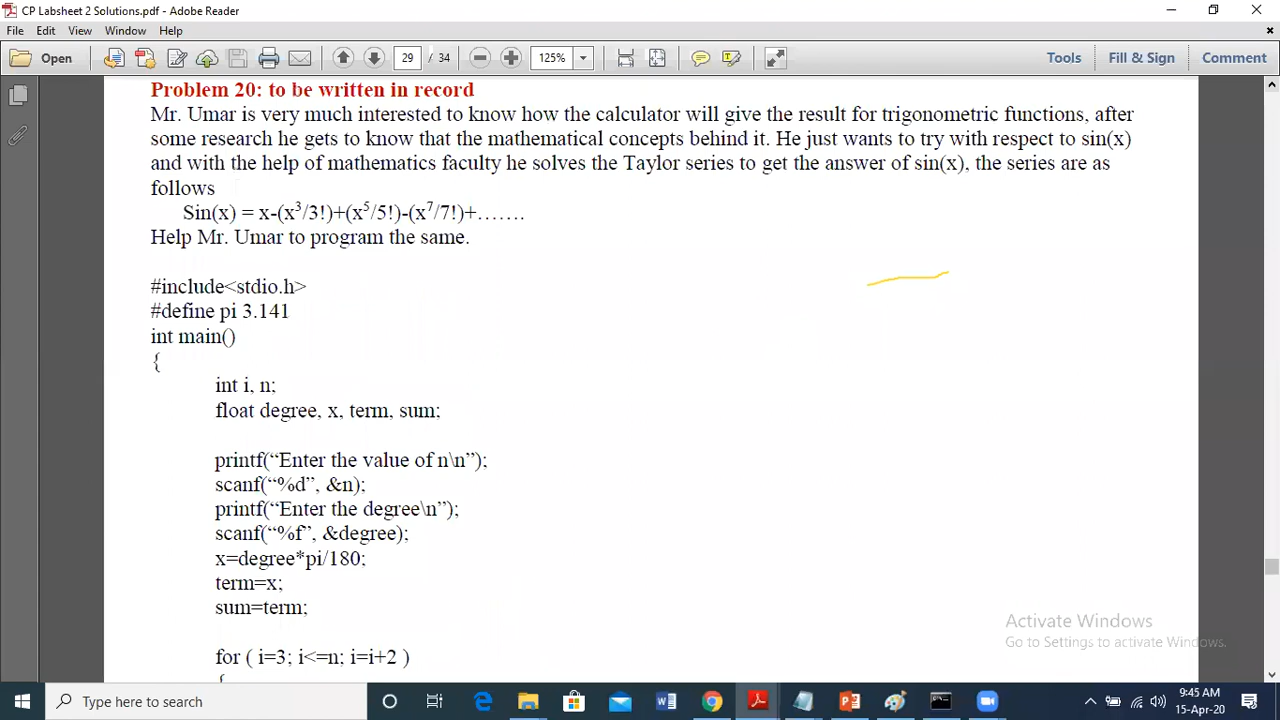 CP Labsheet 2 Solutions.pdf - Adobe Reader
File Edit View Window Help
Open 29 / 34 125% Tools Fill & Sign Comment
Problem 20: to be written in record
Mr. Umar is very much interested to know how the calculator will give the result for trigonometric functions, after
some research he gets to know that the mathematical concepts behind it. He just wants to try with respect to sin(x)
and with the help of mathematics faculty he solves the Taylor series to get the answer of sin(x), the series are as
follows
Sin(x) = x-(x³/3!)+(x⁵/5!)-(x⁷/7!)+…….
Help Mr. Umar to program the same.
#include<stdio.h>
#define pi 3.141
int main()
{
int i, n;
float degree, x, term, sum;
printf(“Enter the value of n\n”);
scanf(“%d”, &n);
printf(“Enter the degree\n”);
scanf(“%f”, &degree);
x=degree*pi/180;
term=x;
sum=term;
Activate Windows
Go to Settings to activate Windows.
for ( i=3; i<=n; i=i+2 )
{
Type here to search
9:45 AM
15-Apr-20